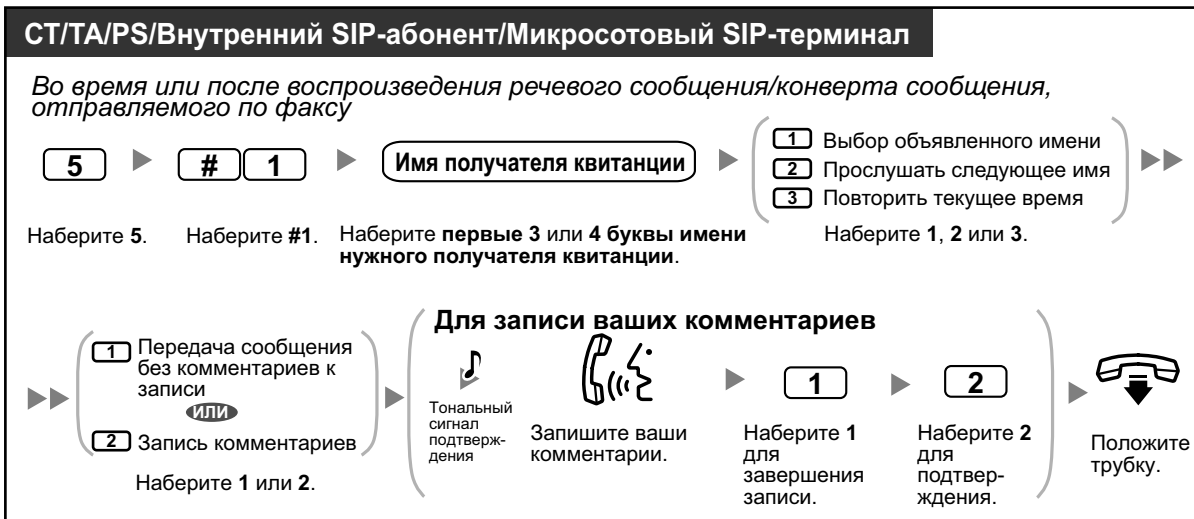 СТ/ТА/PS/Внутренний SIP-абонент/Микросотовый SIP-терминал
Во время или после воспроизведения речевого сообщения/конверта сообщения,
отправляемого по факсу
5
# 1
Имя получателя квитанции
1 Выбор объявленного имени
2 Прослушать следующее имя
3 Повторить текущее время
Наберите 5.
Наберите #1.
Наберите первые 3 или 4 буквы имени
нужного получателя квитанции.
Наберите 1, 2 или 3.
1 Передача сообщения
без комментариев к
записи
ИЛИ
2 Запись комментариев
Наберите 1 или 2.
Для записи ваших комментариев
Тональный
сигнал
подтверж-
дения
Запишите ваши
комментарии.
1
Наберите 1
для
завершения
записи.
2
Наберите 2
для
подтвер-
ждения.
Положите
трубку.